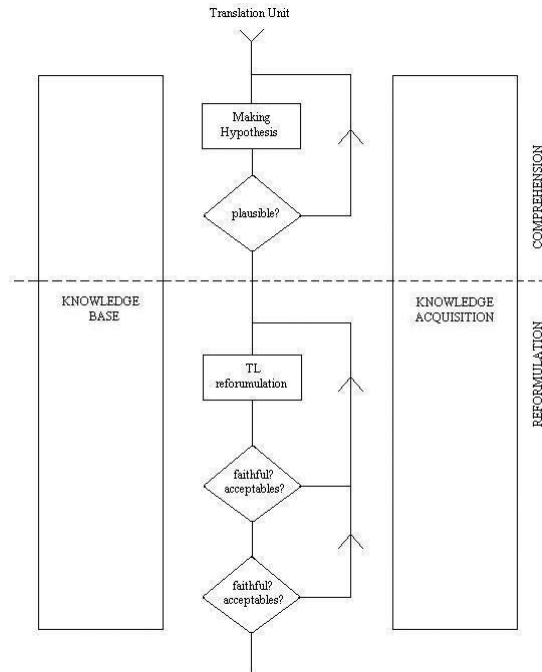 Translation Unit
Making
Hypothesis
plausible?
COMPREHENSION
KNOWLEDGE
BASE
KNOWLEDGE
ACQUISITION
REFORMULATION
TL
reforumulation
faithful?
acceptables?
faithful?
acceptables?